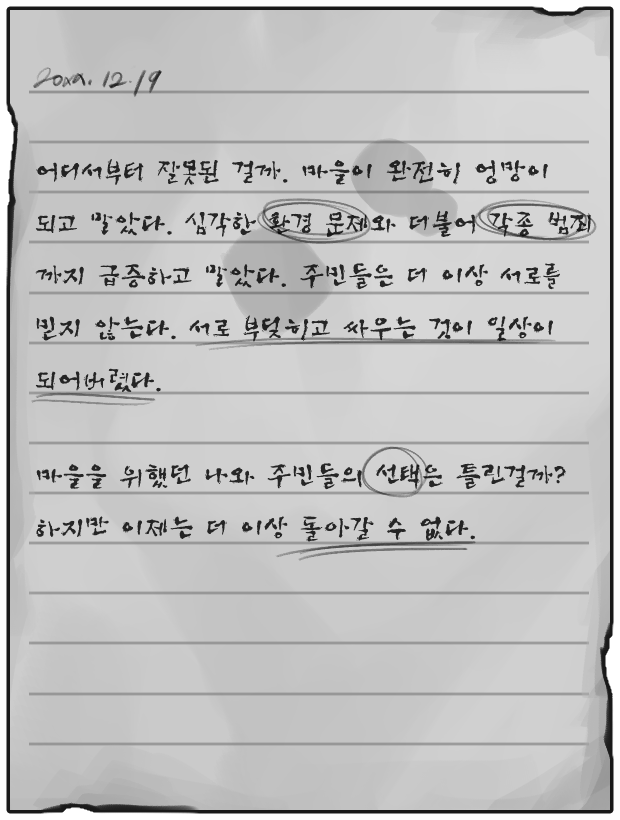 20xx. 12. 19
어디서부터 잘못된 걸까. 마을이 완전히 엉망이
되고 말았다. 심각한 환경 문제와 더불어 각종 범죄
까지 급증하고 말았다. 주민들은 더 이상 서로를
믿지 않는다. 서로 부딪히고 싸우는 것이 일상이
되어버렸다.
마을을 위했던 나와 주민들의 선택은 틀린걸까?
하지만 이제는 더 이상 돌아갈 수 없다.